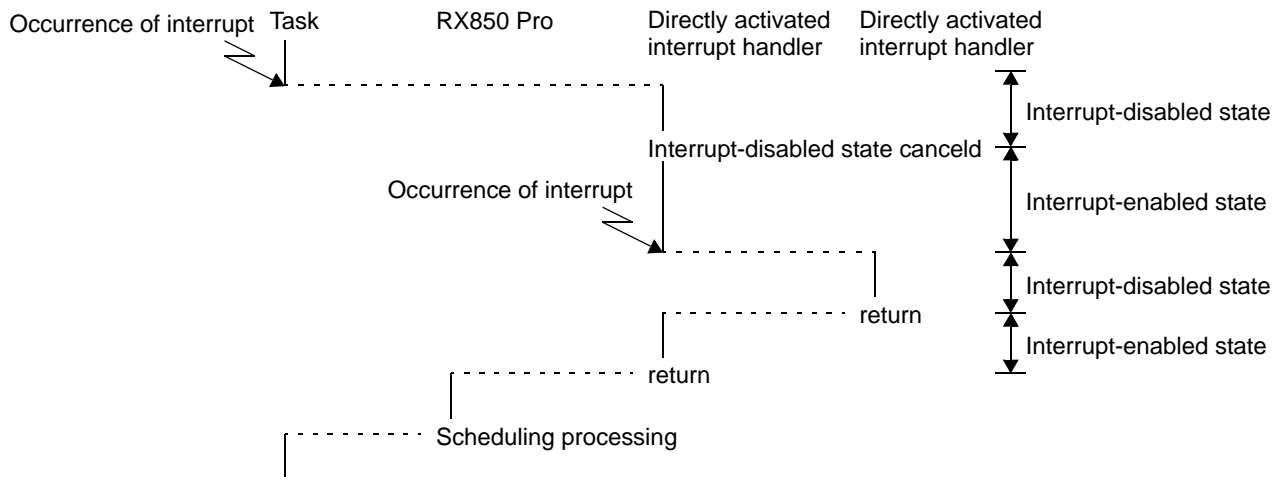 Occurrence of interrupt
Task
RX850 Pro
Directly activated
interrupt handler
Directly activated
interrupt handler
Interrupt-disabled state
Interrupt-disabled state canceld
Occurrence of interrupt
Interrupt-enabled state
Interrupt-disabled state
return
Interrupt-enabled state
return
Scheduling processing